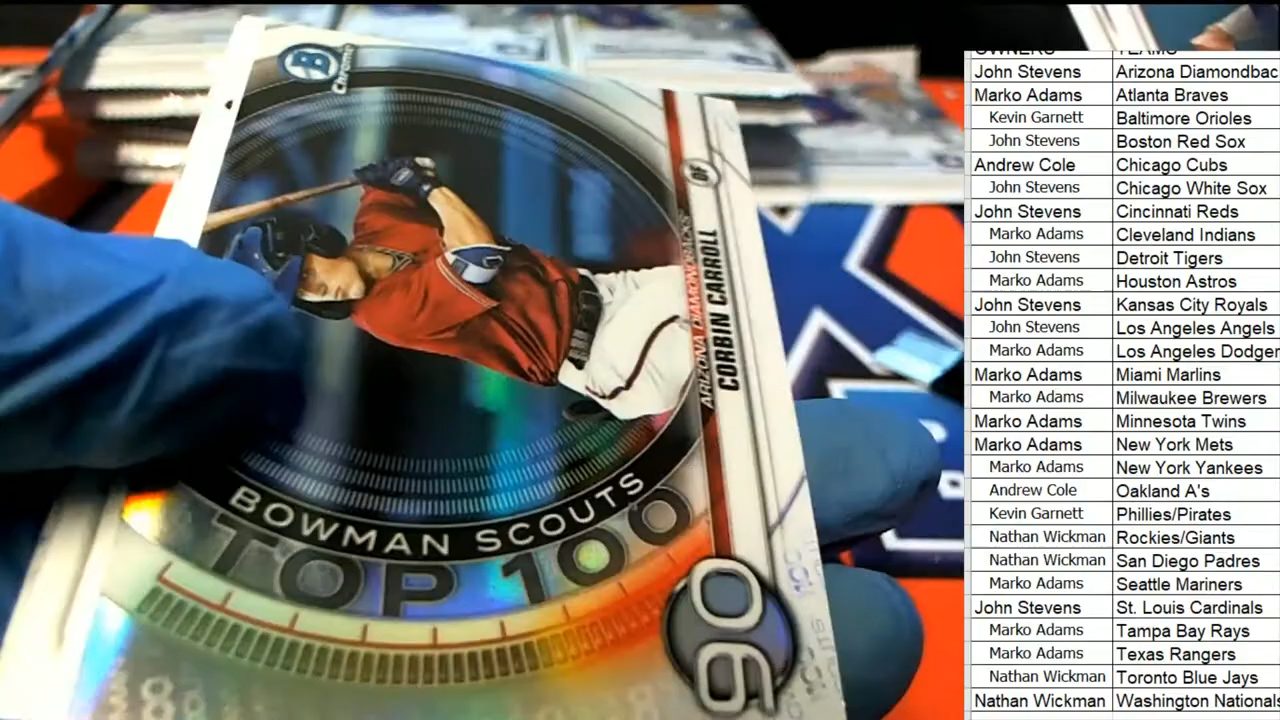 B
CHROME
OF
ARIZONA DIAMONDBACKS
CORBIN CARROLL
BOWMAN SCOUTS
TOP 100
90
OWNERS TEAMS
John Stevens Arizona Diamondbac
Marko Adams Atlanta Braves
Kevin Garnett Baltimore Orioles
John Stevens Boston Red Sox
Andrew Cole Chicago Cubs
John Stevens Chicago White Sox
John Stevens Cincinnati Reds
Marko Adams Cleveland Indians
John Stevens Detroit Tigers
Marko Adams Houston Astros
John Stevens Kansas City Royals
John Stevens Los Angeles Angels
Marko Adams Los Angeles Dodger
Marko Adams Miami Marlins
Marko Adams Milwaukee Brewers
Marko Adams Minnesota Twins
Marko Adams New York Mets
Marko Adams New York Yankees
Andrew Cole Oakland A's
Kevin Garnett Phillies/Pirates
Nathan Wickman Rockies/Giants
Nathan Wickman San Diego Padres
Marko Adams Seattle Mariners
John Stevens St. Louis Cardinals
Marko Adams Tampa Bay Rays
Marko Adams Texas Rangers
Nathan Wickman Toronto Blue Jays
Nathan Wickman Washington Nationals